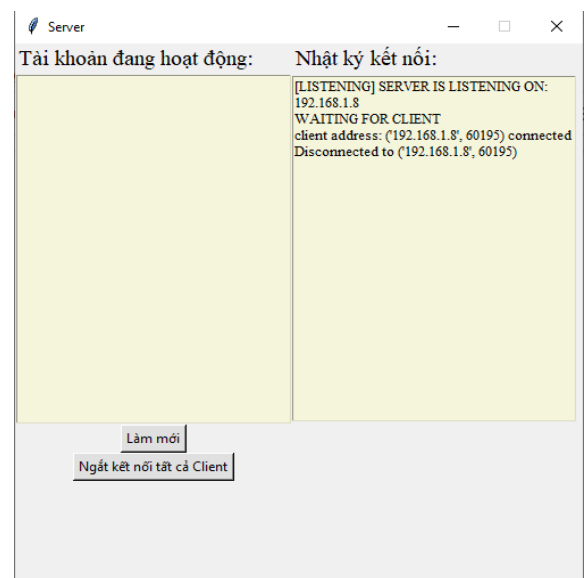 Server
Tài khoản đang hoạt động:
Nhật ký kết nối:
[LISTENING] SERVER IS LISTENING ON:
192.168.1.8
WAITING FOR CLIENT
client address: ('192.168.1.8', 60195) connected
Disconnected to ('192.168.1.8', 60195)
Làm mới
Ngắt kết nối tất cả Client